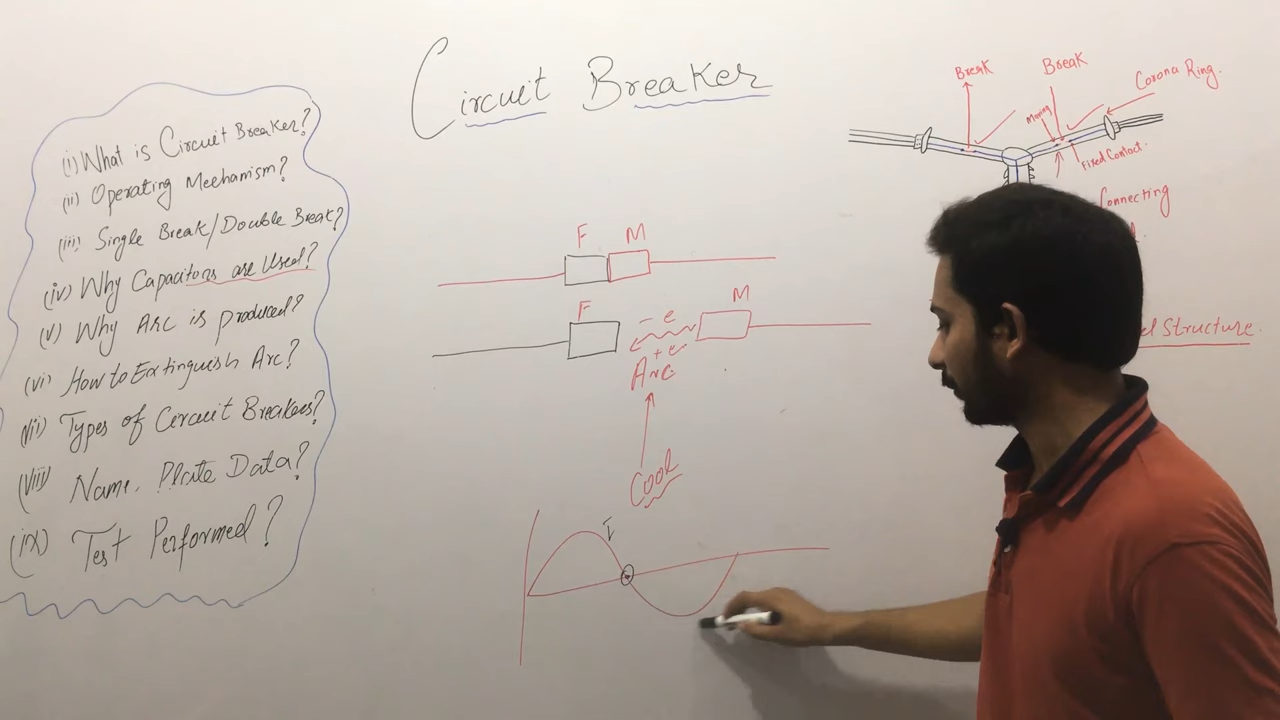 Circuit Breaker
(i) What is Circuit Breaker?
(ii) Operating Mechanism?
(iii) Single Break/Double Break?
(iv) Why Capacitors are Used?
(v) Why Arc is produced?
(vi) How to Extinguish Arc?
(vii) Types of Circuit Breakers?
(viii) Name Plate Data?
(ix) Test Performed?
F M
F M
- e
+ e
Arc
Cool
I
Break Break
Corona Ring.
Moving
Fixed Contact.
Connecting
Structure.